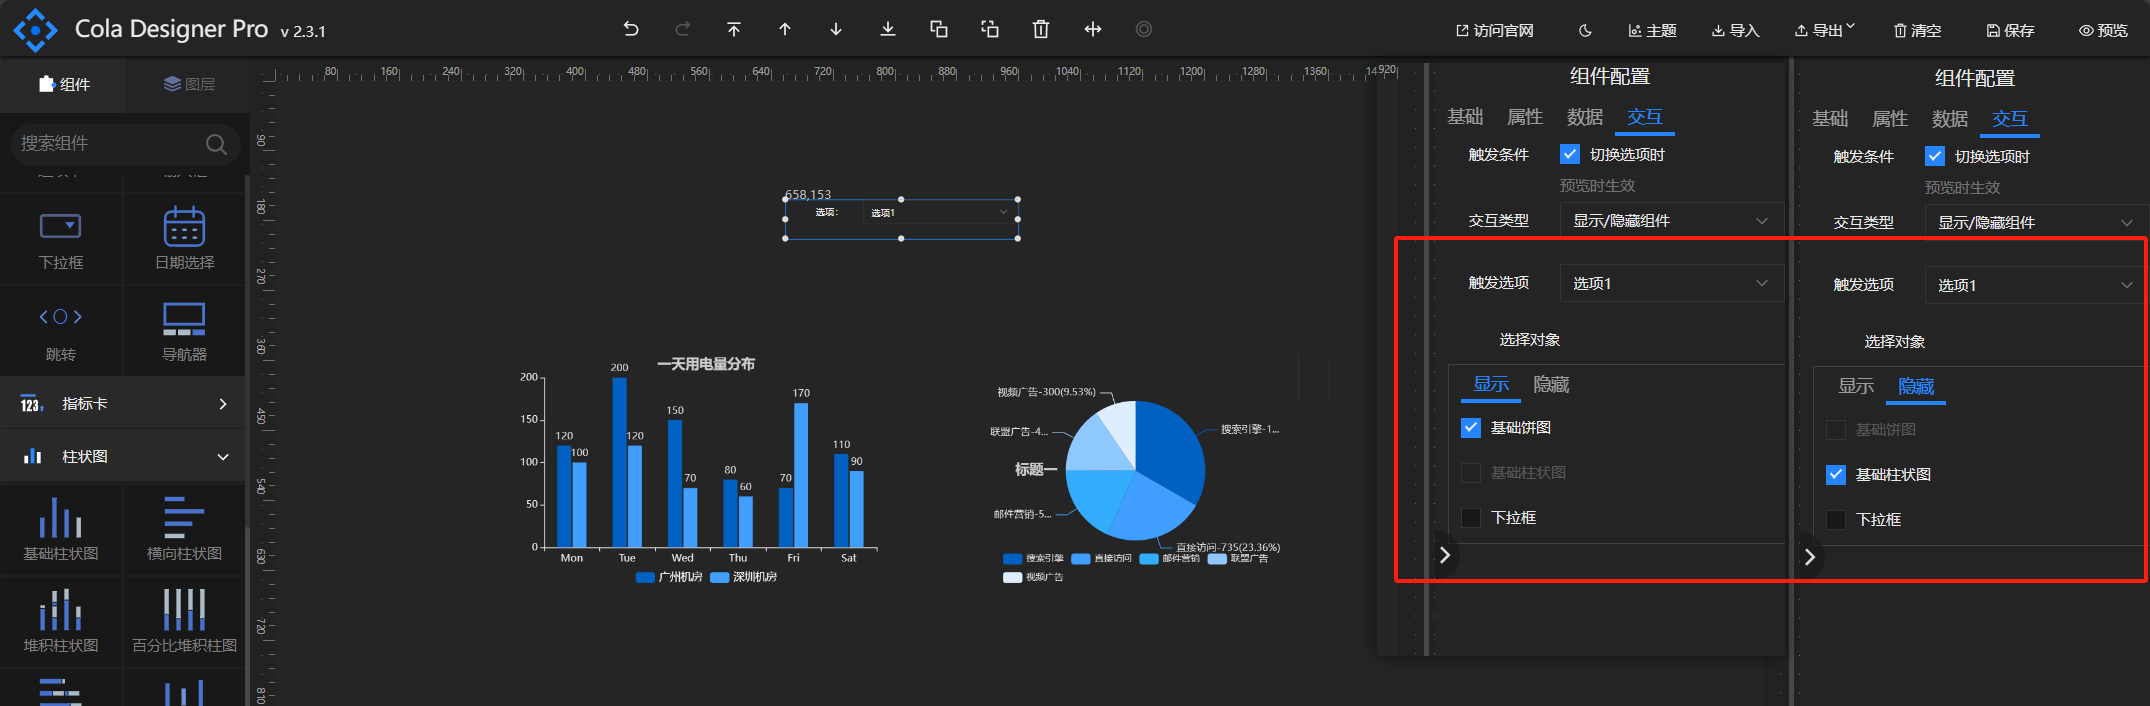 Cola Designer Pro v 2.3.1
访问官网
主题
导入
导出
清空
保存
预览
组件
图层
搜索组件
下拉框
日期选择
跳转
导航器
123
指标卡
柱状图
基础柱状图
横向柱状图
堆积柱状图
百分比堆积柱图
80
160
240
320
400
480
560
640
720
800
880
960
1040
1120
1200
1280
1360
14
920
90
180
270
360
450
540
630
720
810
658,153
选项:
选项1
一天用电量分布
200
150
100
50
0
120
100
200
120
150
70
80
60
70
170
110
90
Mon
Tue
Wed
Thu
Fri
Sat
广州机房
深圳机房
标题一
视频广告-300(9.53%)
联盟广告-4...
邮件营销-5...
搜索引擎-1...
直接访问-735(23.36%)
搜索引擎
直接访问
邮件营销
联盟广告
视频广告
组件配置
基础
属性
数据
交互
触发条件
切换选项时
预览时生效
交互类型
显示/隐藏组件
触发选项
选项1
选择对象
显示
隐藏
基础饼图
基础柱状图
下拉框
组件配置
基础
属性
数据
交互
触发条件
切换选项时
预览时生效
交互类型
显示/隐藏组件
触发选项
选项1
选择对象
显示
隐藏
基础饼图
基础柱状图
下拉框